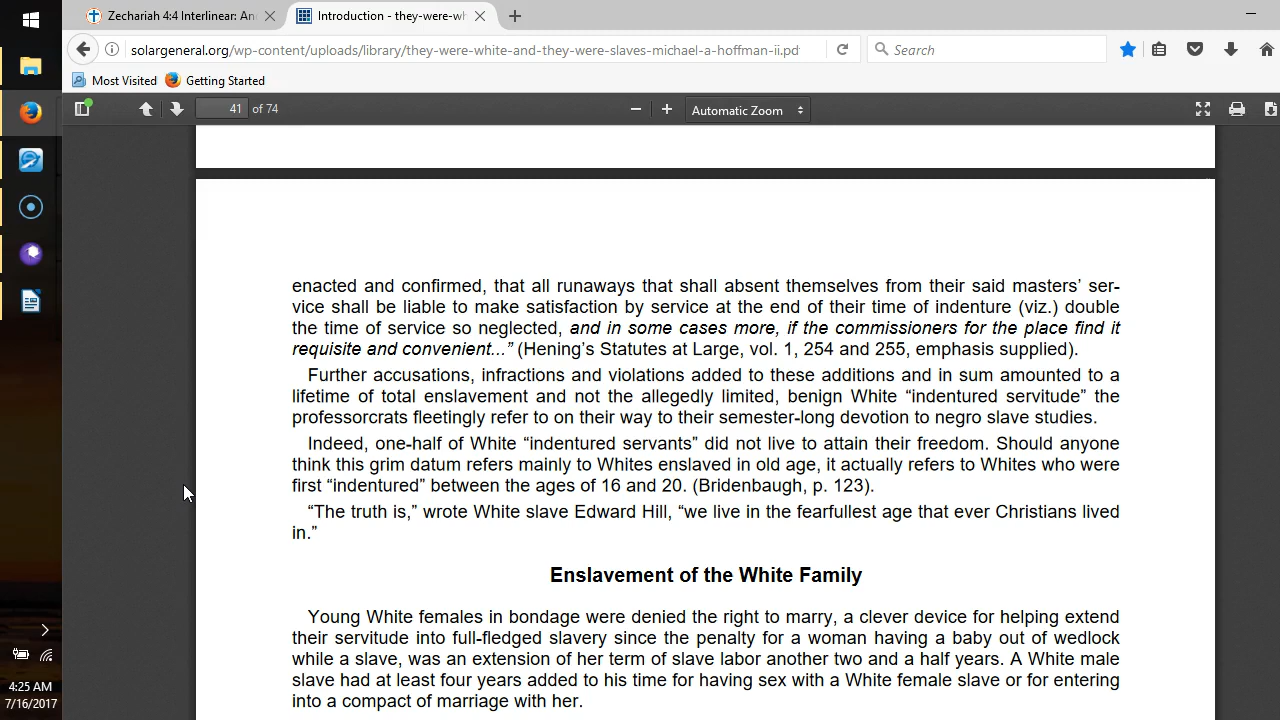 Zechariah 4:4 Interlinear: An
Introduction - they-were-wh
solargeneral.org/wp-content/uploads/library/they-were-white-and-they-were-slaves-michael-a-hoffman-ii.pd
Search
Most Visited
Getting Started
41 of 74
Automatic Zoom
enacted and confirmed, that all runaways that shall absent themselves from their said masters' ser-
vice shall be liable to make satisfaction by service at the end of their time of indenture (viz.) double
the time of service so neglected, and in some cases more, if the commissioners for the place find it
requisite and convenient..." (Hening's Statutes at Large, vol. 1, 254 and 255, emphasis supplied).
Further accusations, infractions and violations added to these additions and in sum amounted to a
lifetime of total enslavement and not the allegedly limited, benign White "indentured servitude" the
professorcrats fleetingly refer to on their way to their semester-long devotion to negro slave studies.
Indeed, one-half of White "indentured servants" did not live to attain their freedom. Should anyone
think this grim datum refers mainly to Whites enslaved in old age, it actually refers to Whites who were
first "indentured" between the ages of 16 and 20. (Bridenbaugh, p. 123).
"The truth is," wrote White slave Edward Hill, "we live in the fearfullest age that ever Christians lived
in."
Enslavement of the White Family
Young White females in bondage were denied the right to marry, a clever device for helping extend
their servitude into full-fledged slavery since the penalty for a woman having a baby out of wedlock
while a slave, was an extension of her term of slave labor another two and a half years. A White male
slave had at least four years added to his time for having sex with a White female slave or for entering
into a compact of marriage with her.
4:25 AM
7/16/2017